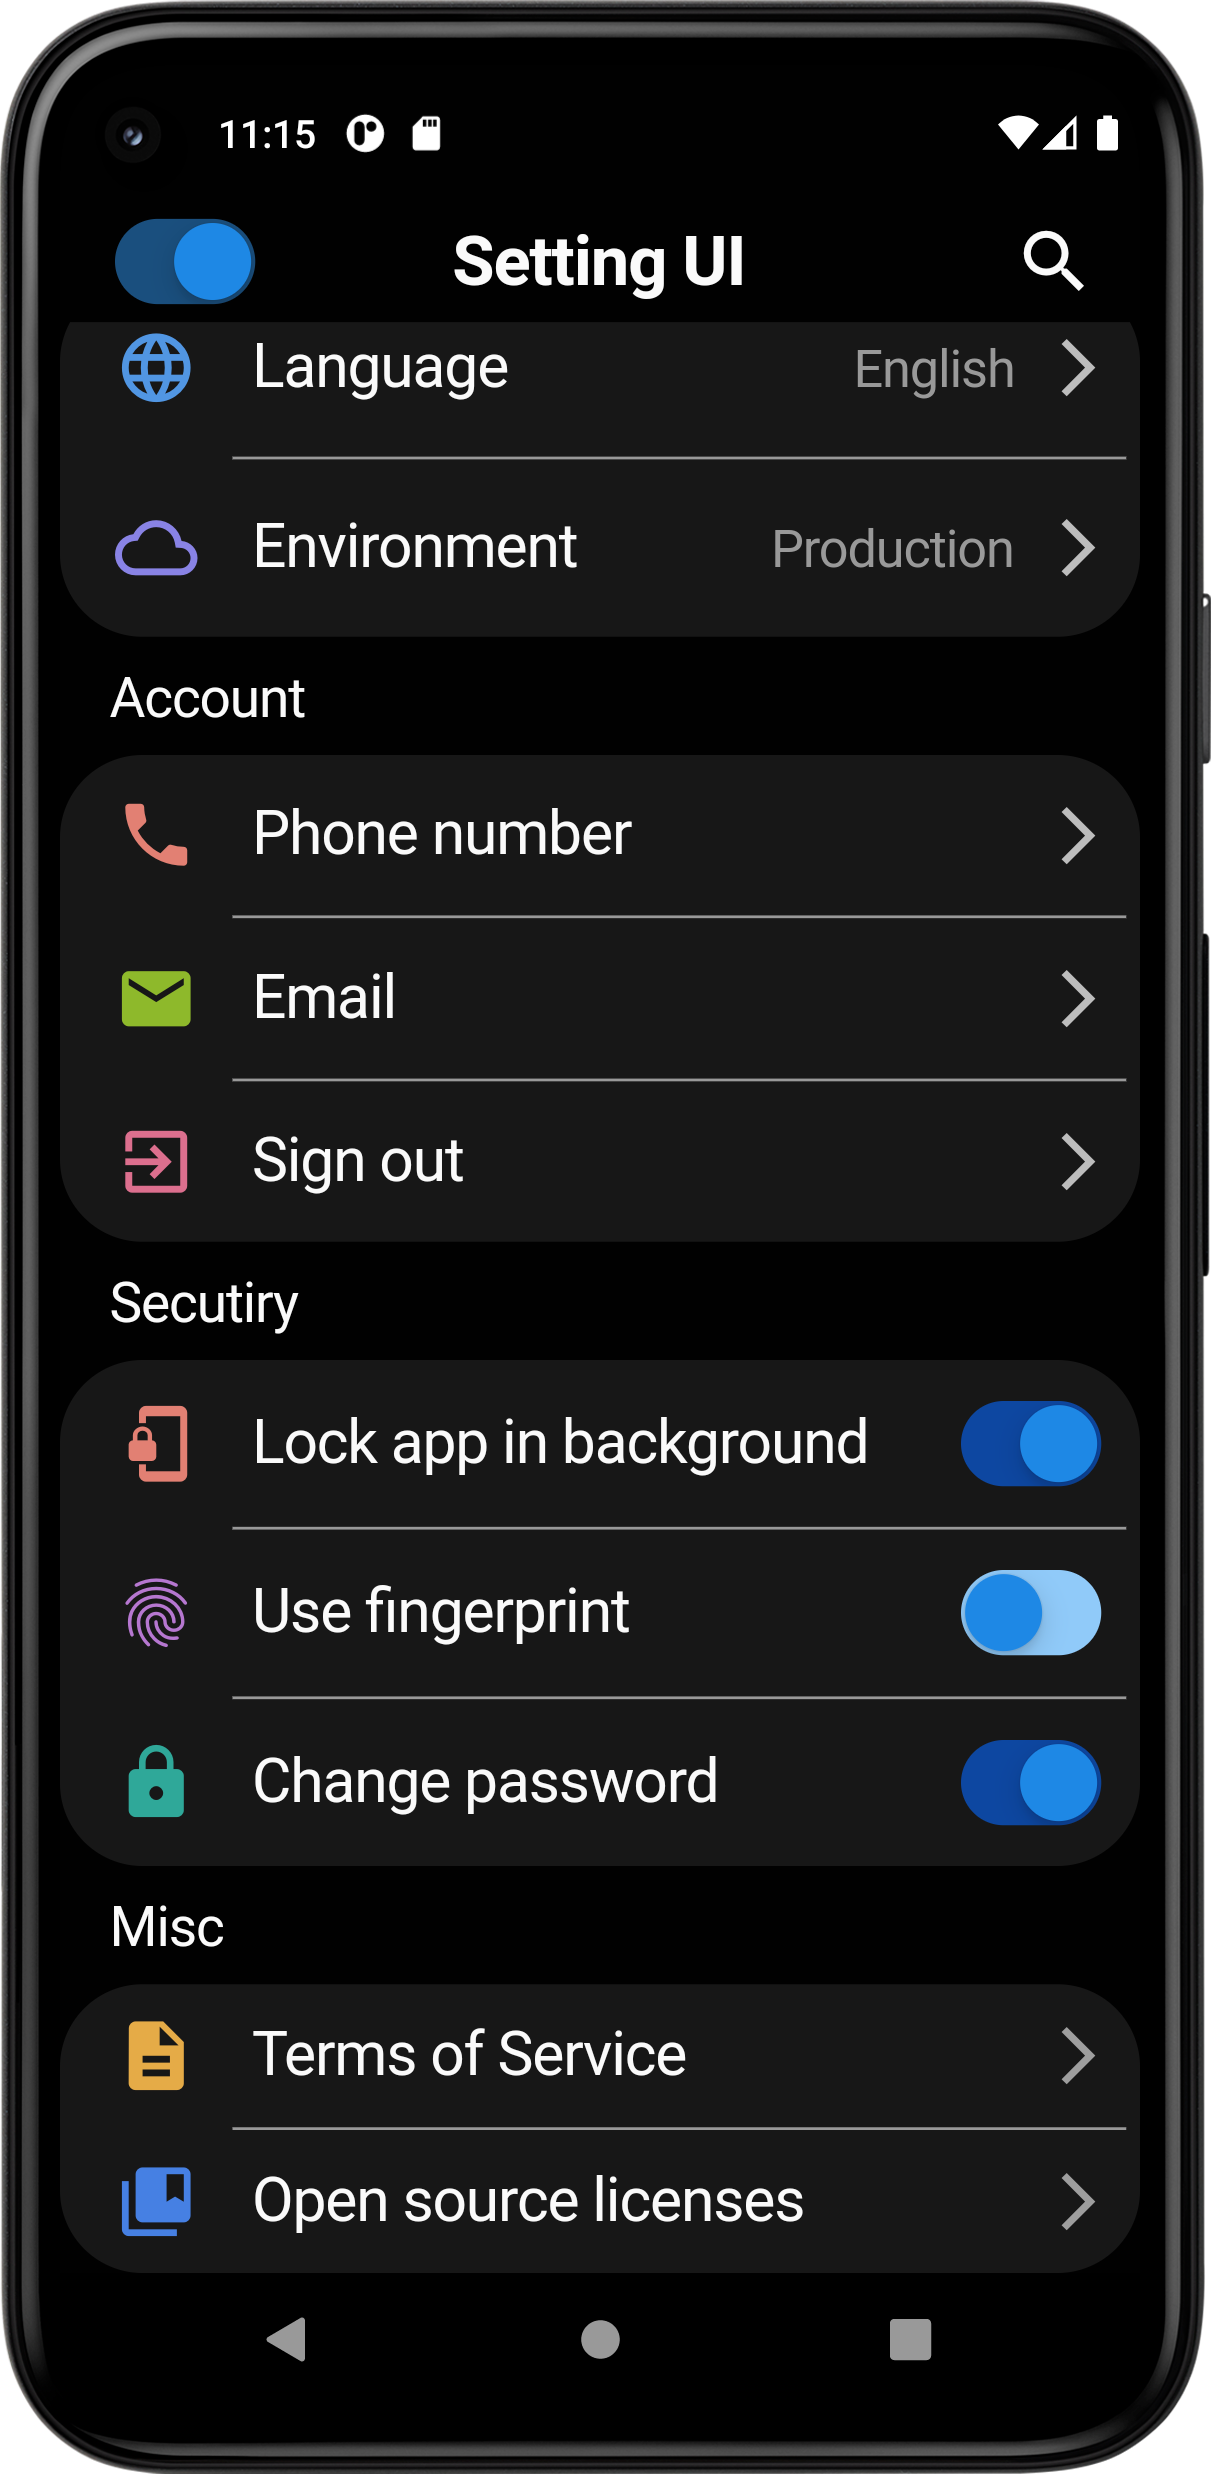 11:15
Setting UI
Language English
Environment Production
Account
Phone number
Email
Sign out
Secutiry
Lock app in background
Use fingerprint
Change password
Misc
Terms of Service
Open source licenses